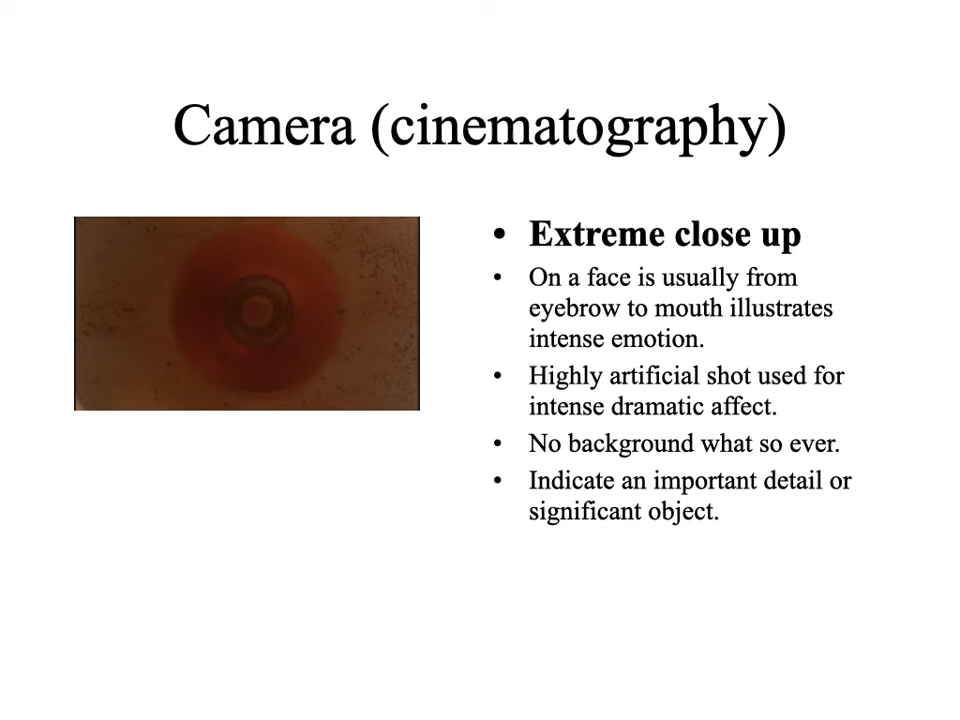 Camera (cinematography)
• Extreme close up
• On a face is usually from
eyebrow to mouth illustrates
intense emotion.
• Highly artificial shot used for
intense dramatic affect.
• No background what so ever.
• Indicate an important detail or
significant object.